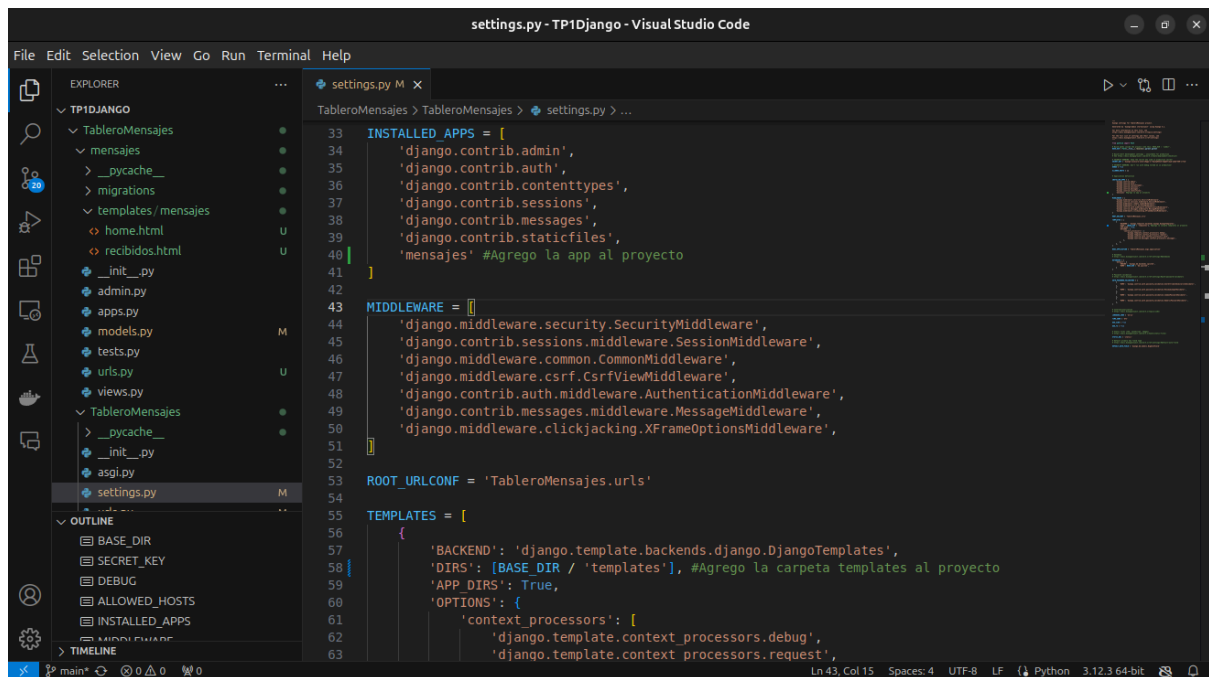 settings.py - TP1Django - Visual Studio Code
File Edit Selection View Go Run Terminal Help
EXPLORER
TP1DJANGO
TableroMensajes
mensajes
__pycache__
migrations
templates/mensajes
home.html U
recibidos.html U
__init__.py
admin.py
apps.py
models.py M
tests.py
urls.py U
views.py
TableroMensajes
__pycache__
__init__.py
asgi.py
settings.py M
OUTLINE
BASE_DIR
SECRET_KEY
DEBUG
ALLOWED_HOSTS
INSTALLED_APPS
MIDDLEWARE
TIMELINE
20
settings.py M
TableroMensajes > TableroMensajes > settings.py > ...
33 INSTALLED_APPS = [
34 'django.contrib.admin',
35 'django.contrib.auth',
36 'django.contrib.contenttypes',
37 'django.contrib.sessions',
38 'django.contrib.messages',
39 'django.contrib.staticfiles',
40 'mensajes' #Agrego la app al proyecto
41 ]
42
43 MIDDLEWARE = [
44 'django.middleware.security.SecurityMiddleware',
45 'django.contrib.sessions.middleware.SessionMiddleware',
46 'django.middleware.common.CommonMiddleware',
47 'django.middleware.csrf.CsrfViewMiddleware',
48 'django.contrib.auth.middleware.AuthenticationMiddleware',
49 'django.contrib.messages.middleware.MessageMiddleware',
50 'django.middleware.clickjacking.XFrameOptionsMiddleware',
51 ]
52
53 ROOT_URLCONF = 'TableroMensajes.urls'
54
55 TEMPLATES = [
56 {
57 'BACKEND': 'django.template.backends.django.DjangoTemplates',
58 'DIRS': [BASE_DIR / 'templates'], #Agrego la carpeta templates al proyecto
59 'APP_DIRS': True,
60 'OPTIONS': {
61 'context_processors': [
62 'django.template.context_processors.debug',
63 'django.template.context_processors.request',
main* 0 0 0
Ln 43, Col 15 Spaces: 4 UTF-8 LF Python 3.12.3 64-bit